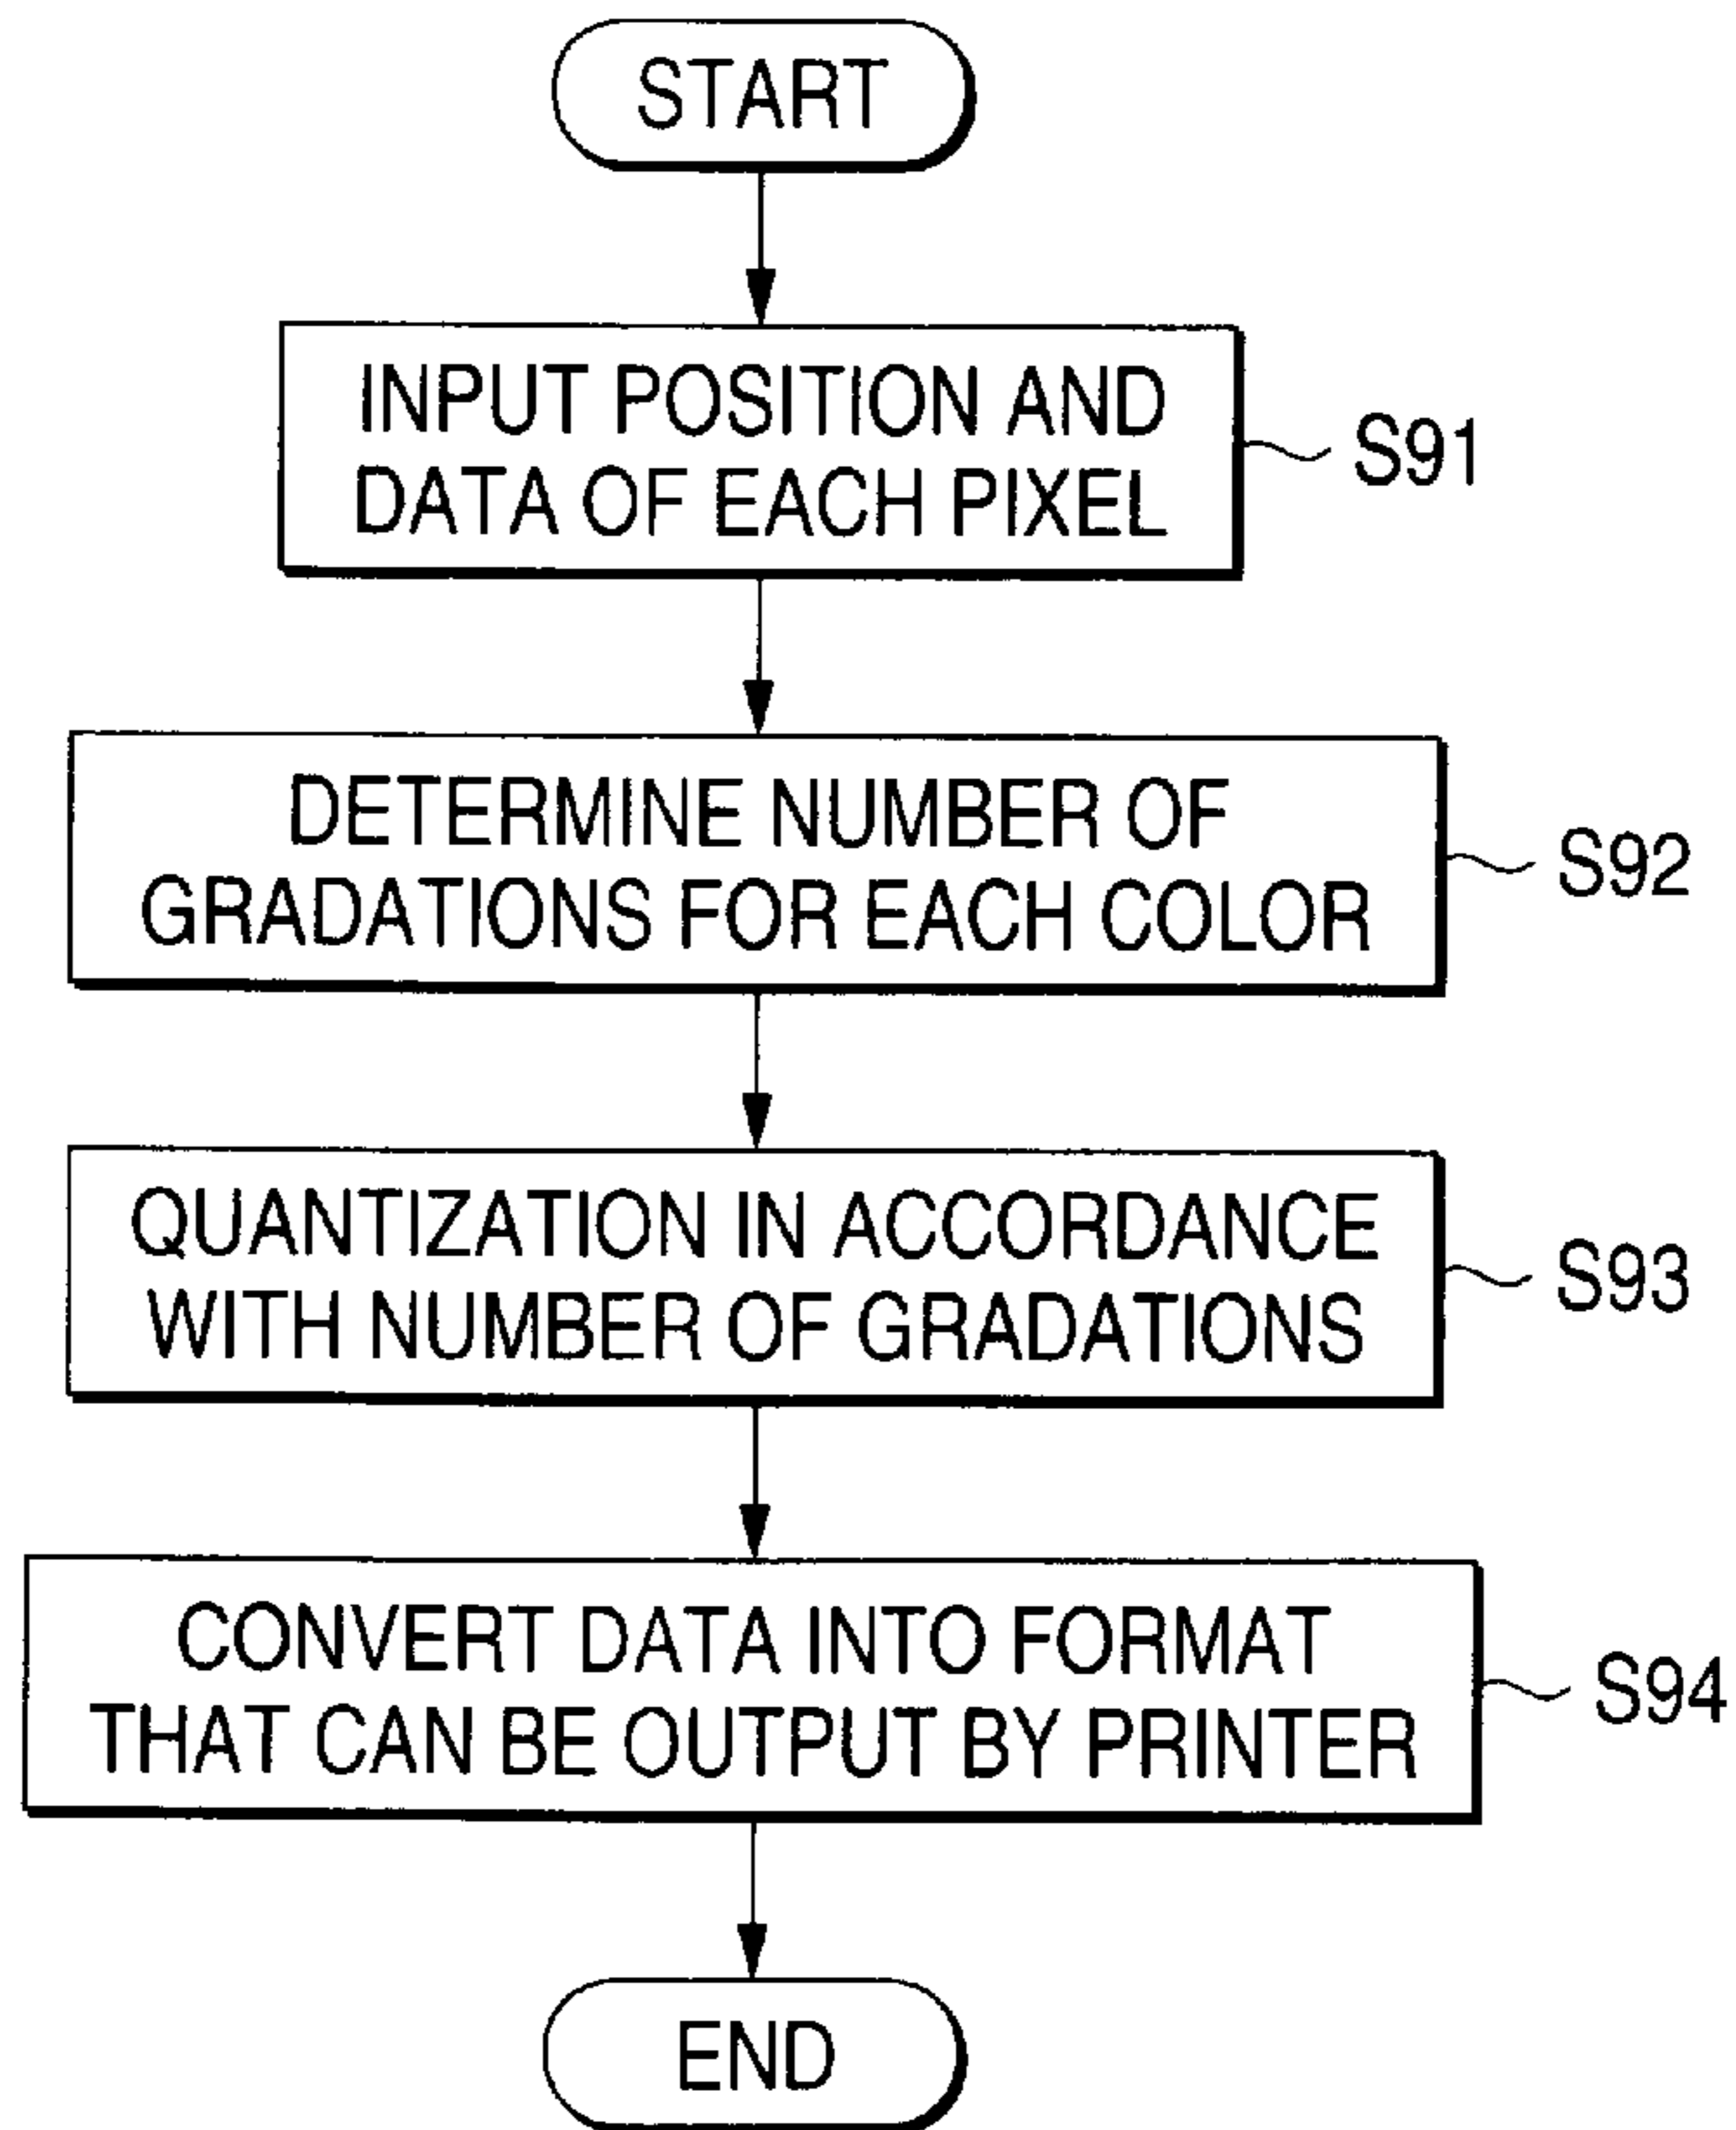 START
INPUT POSITION AND
DATA OF EACH PIXEL
S91
DETERMINE NUMBER OF
GRADATIONS FOR EACH COLOR
S92
QUANTIZATION IN ACCORDANCE
WITH NUMBER OF GRADATIONS
S93
CONVERT DATA INTO FORMAT
THAT CAN BE OUTPUT BY PRINTER
S94
END